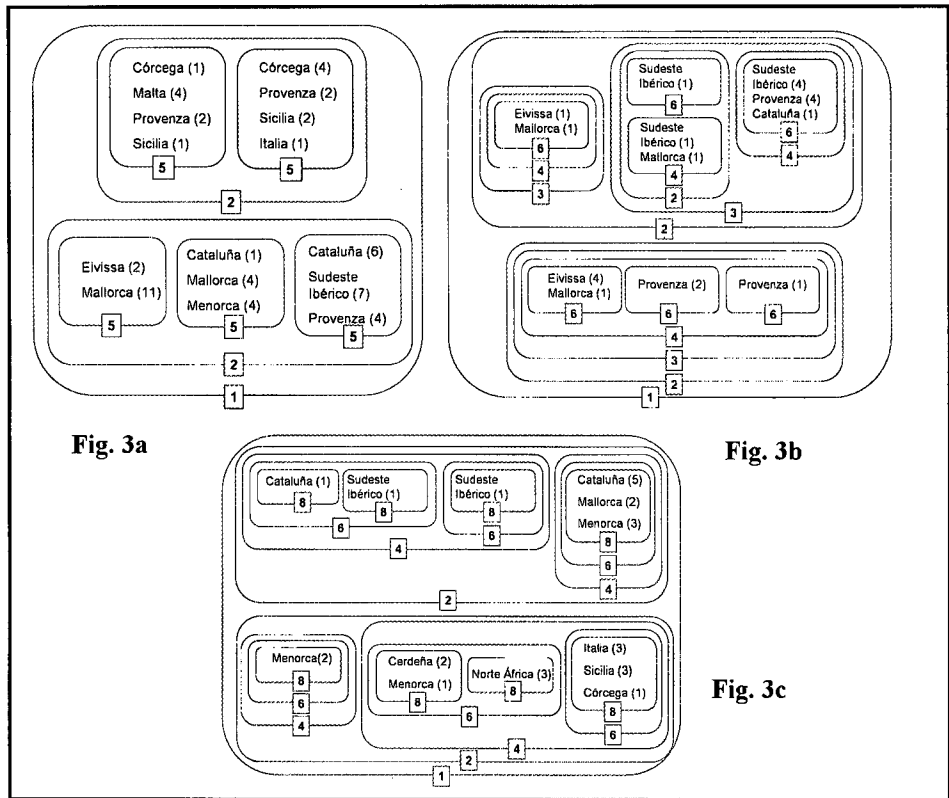 Córcega (1)
Malta (4)
Provenza (2)
Sicilia (1)
5
Córcega (4)
Provenza (2)
Sicilia (2)
Italia (1)
5
2
Eivissa (2)
Mallorca (11)
5
Cataluña (1)
Mallorca (4)
Menorca (4)
5
Cataluña (6)
Sudeste
Ibérico (7)
Provenza (4)
5
2
1
Fig. 3a
Eivissa (1)
Mallorca (1)
6
4
3
Sudeste
Ibérico (1)
6
Sudeste
Ibérico (1)
Mallorca (1)
4
2
Sudeste
Ibérico (4)
Provenza (4)
Cataluña (1)
6
4
3
2
Eivissa (4)
Mallorca (1)
6
Provenza (2)
6
Provenza (1)
6
4
3
2
1
Fig. 3b
Cataluña (1)
8
Sudeste
Ibérico (1)
8
6
Sudeste
Ibérico (1)
8
6
4
Cataluña (5)
Mallorca (2)
Menorca (3)
8
6
4
2
Menorca(2)
8
6
4
Cerdeña (2)
Menorca (1)
8
Norte África (3)
8
6
Italia (3)
Sicilia (3)
Córcega (1)
8
6
4
2
1
Fig. 3c